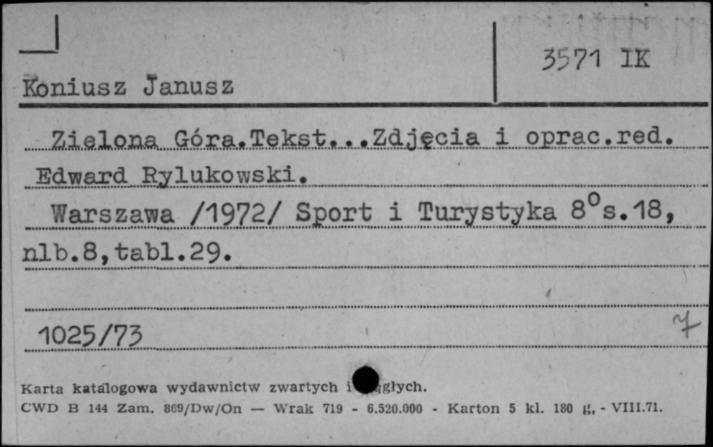 3571 IK
Koniusz Janusz
Zielona Góra.Tekst...Zdjęcia i oprac.red.
Edward Rylukowski.
Warszawa /1972/ Sport i Turystyka 8°s.18,
nlb.8,tabl.29.
1025/73 7
Karta katalogowa wydawnictw zwartych i głych.
CWD B 144 Zam. 869/Dw/On — Wrak 719 - 6.520.000 - Karton 5 kl. 180 g, - VIII.71.